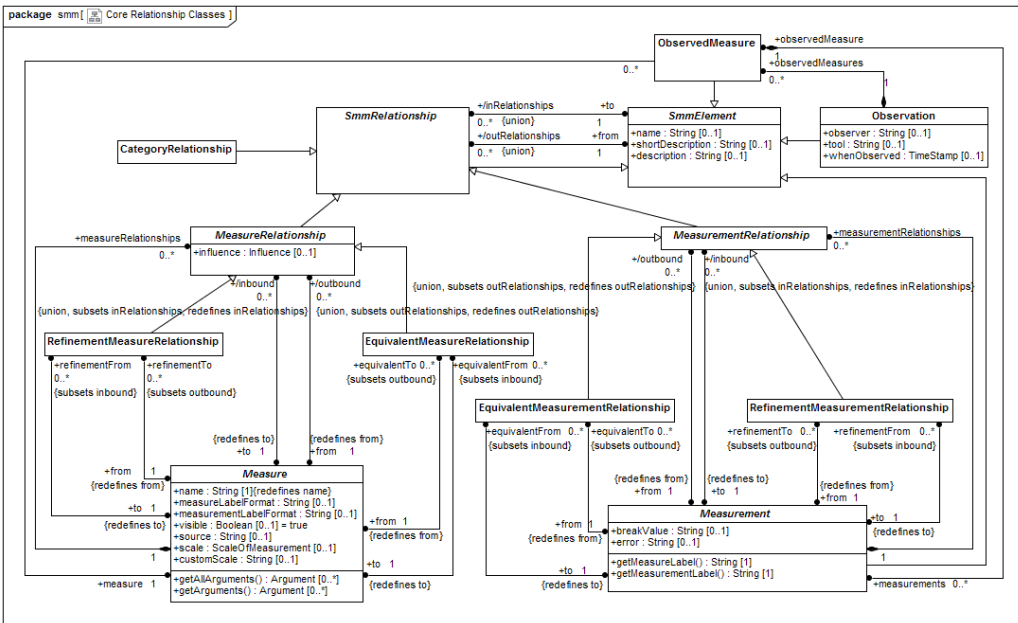 package smm[ Core Relationship Classes ]
ObservedMeasure
+observedMeasure
1
+observedMeasures
0..*
0..*
1
SmmRelationship
+/inRelationships
+to
0..* {union}
1
+/outRelationships
+from
0..* {union}
1
SmmElement
+name : String [0..1]
+shortDescription : String [0..1]
+description : String [0..1]
Observation
+observer : String [0..1]
+tool : String [0..1]
+whenObserved : TimeStamp [0..1]
CategoryRelationship
MeasureRelationship
+influence : Influence [0..1]
+measureRelationships
0..*
MeasurementRelationship
+measurementRelationships
0..*
+/inbound
0..*
+/outbound
0..*
+/outbound
0..*
+/inbound
0..*
{union, subsets outRelationships, redefines outRelationships}
{union, subsets inRelationships, redefines inRelationships}
{union, subsets inRelationships, redefines inRelationships}
{union, subsets outRelationships, redefines outRelationships}
RefinementMeasureRelationship
+refinementFrom
0..*
{subsets inbound}
+refinementTo
0..*
{subsets outbound}
EquivalentMeasureRelationship
+equivalentTo 0..*
{subsets outbound}
+equivalentFrom 0..*
{subsets inbound}
EquivalentMeasurementRelationship
+equivalentFrom 0..*
{subsets inbound}
+equivalentTo 0..*
{subsets outbound}
RefinementMeasurementRelationship
+refinementTo 0..*
{subsets outbound}
+refinementFrom 0..*
{subsets inbound}
{redefines to}
+to 1
{redefines from}
+from 1
+from 1
{redefines from}
+to 1
{redefines to}
Measure
+name : String [1]{redefines name}
+measureLabelFormat : String [0..1]
+measurementLabelFormat : String [0..1]
+visible : Boolean [0..1] = true
+source : String [0..1]
+scale : ScaleOfMeasurement [0..1]
+customScale : String [0..1]
+getAllArguments() : Argument [0..*]
+getArguments() : Argument [0..*]
1
+measure 1
+from 1
{redefines from}
+to 1
{redefines to}
{redefines from}
+from 1
{redefines to}
+to 1
{redefines from}
+from 1
+from 1
{redefines from}
+to 1
{redefines to}
Measurement
+breakValue : String [0..1]
+error : String [0..1]
+getMeasureLabel() : String [1]
+getMeasurementLabel() : String [1]
+to 1
{redefines to}
1
+measurements 0..*